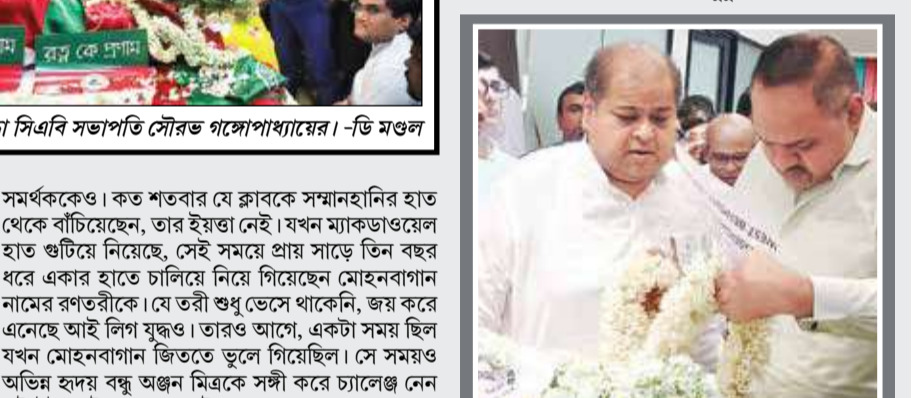 রত্ন কে প্রণাম
সিএবি সভাপতি সৌরভ গঙ্গোপাধ্যায়ের। -ডি মণ্ডল
সমর্থককেও। কত শতবার যে ক্লাবকে সম্মানহানির হাত
থেকে বাঁচিয়েছেন, তার ইয়ত্তা নেই। যখন ম্যাকডাওয়েল
হাত গুটিয়ে নিয়েছে, সেই সময়ে প্রায় সাড়ে তিন বছর
ধরে একার হাতে চালিয়ে নিয়ে গিয়েছেন মোহনবাগান
নামের রণতরীকে। যে তরী শুধু ভেসে থাকেনি, জয় করে
এনেছে আই লিগ যুদ্ধও। তারও আগে, একটা সময় ছিল
যখন মোহনবাগান জিততে ভুলে গিয়েছিল। সে সময়ও
অভিন্ন হৃদয় বন্ধু অঞ্জন মিত্রকে সঙ্গী করে চ্যালেঞ্জ নেন
WEST